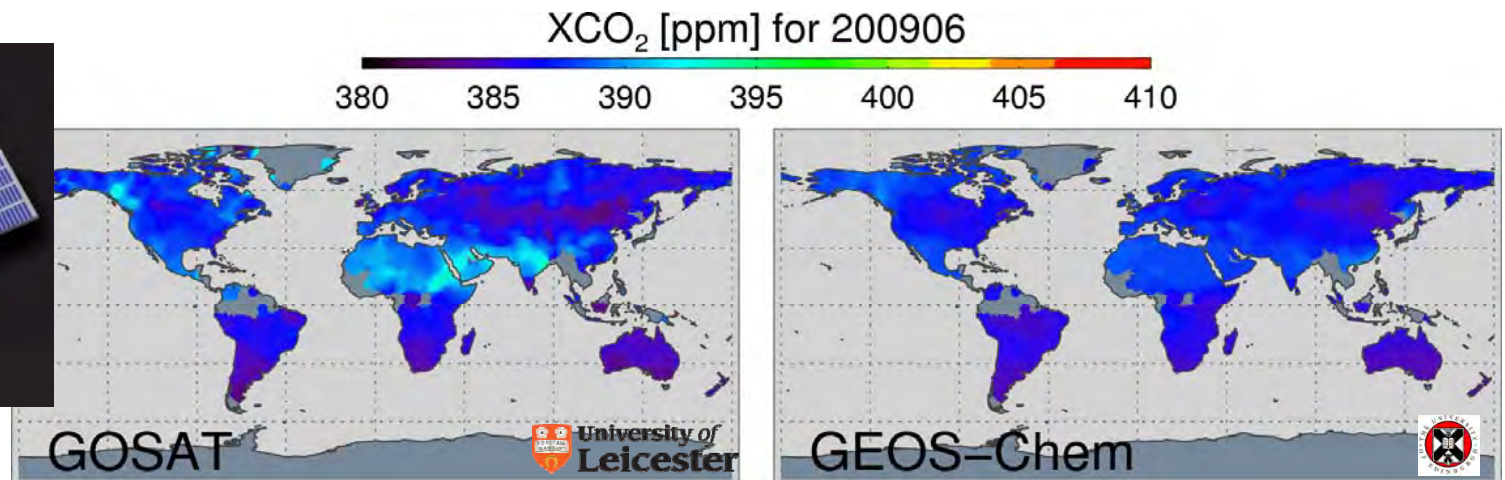 XCO₂ [ppm] for 200906
380 385 390 395 400 405 410
GOSAT
University of
Leicester
GEOS–Chem